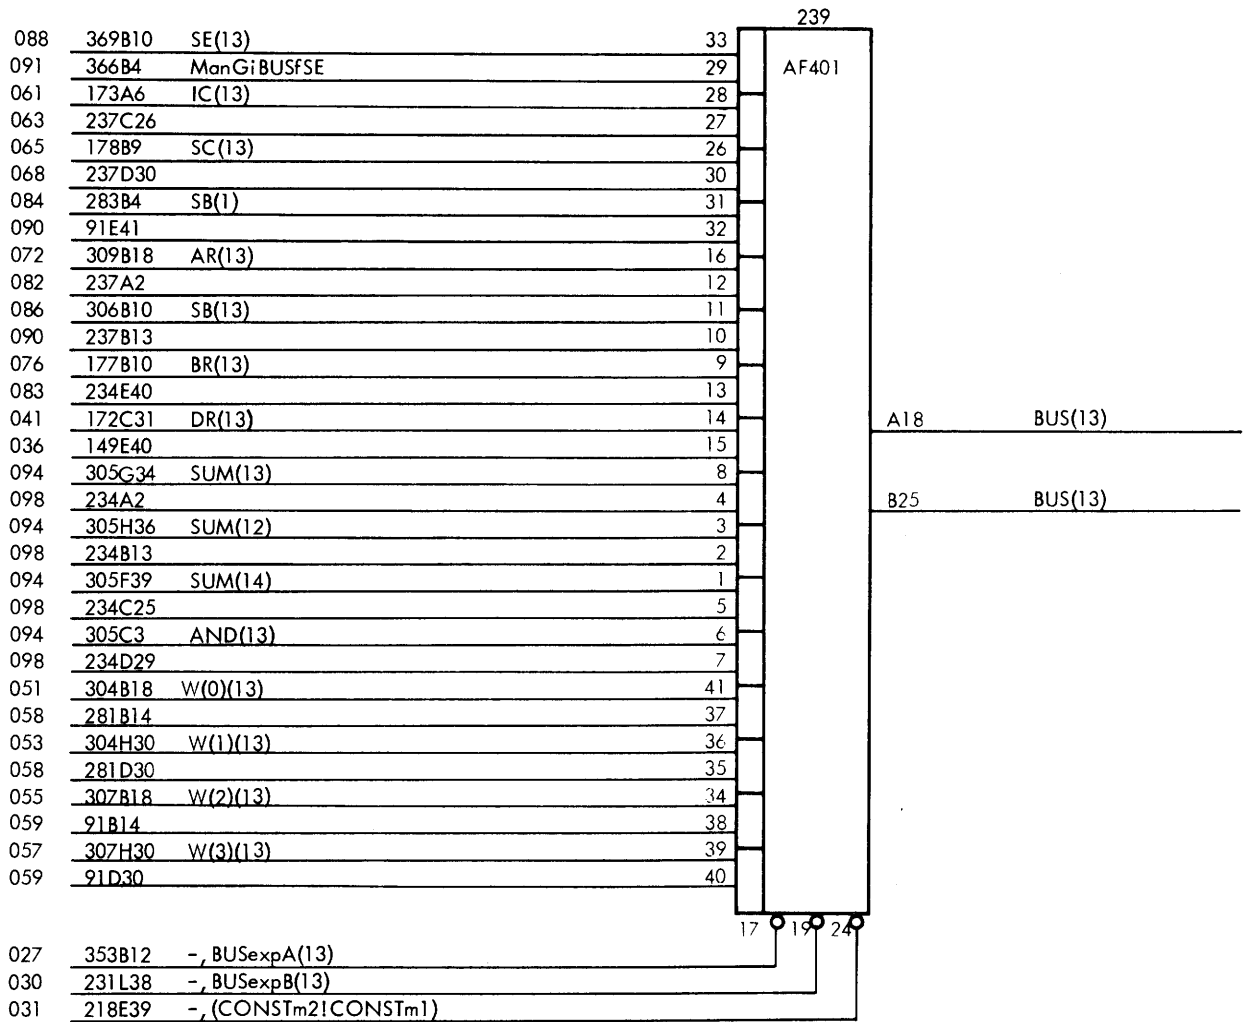 239
088 369B10 SE(13) 33
AF401
091 366B4 ManGiBUSfSE 29
061 173A6 IC(13) 28
063 237C26 27
065 178B9 SC(13) 26
068 237D30 30
084 283B4 SB(1) 31
090 91E41 32
072 309B18 AR(13) 16
082 237A2 12
086 306B10 SB(13) 11
090 237B13 10
076 177B10 BR(13) 9
083 234E40 13
041 172C31 DR(13) 14
A18 BUS(13)
036 149E40 15
094 305G34 SUM(13) 8
098 234A2 4
B25 BUS(13)
094 305H36 SUM(12) 3
098 234B13 2
094 305F39 SUM(14) 1
098 234C25 5
094 305C3 AND(13) 6
098 234D29 7
051 304B18 W(0)(13) 41
058 281B14 37
053 304H30 W(1)(13) 36
058 281D30 35
055 307B18 W(2)(13) 34
059 91B14 38
057 307H30 W(3)(13) 39
059 91D30 40
17 19 24
027 353B12 -, BUSexpA(13)
030 231L38 -, BUSexpB(13)
031 218E39 -, (CONSTm2!CONSTm1)